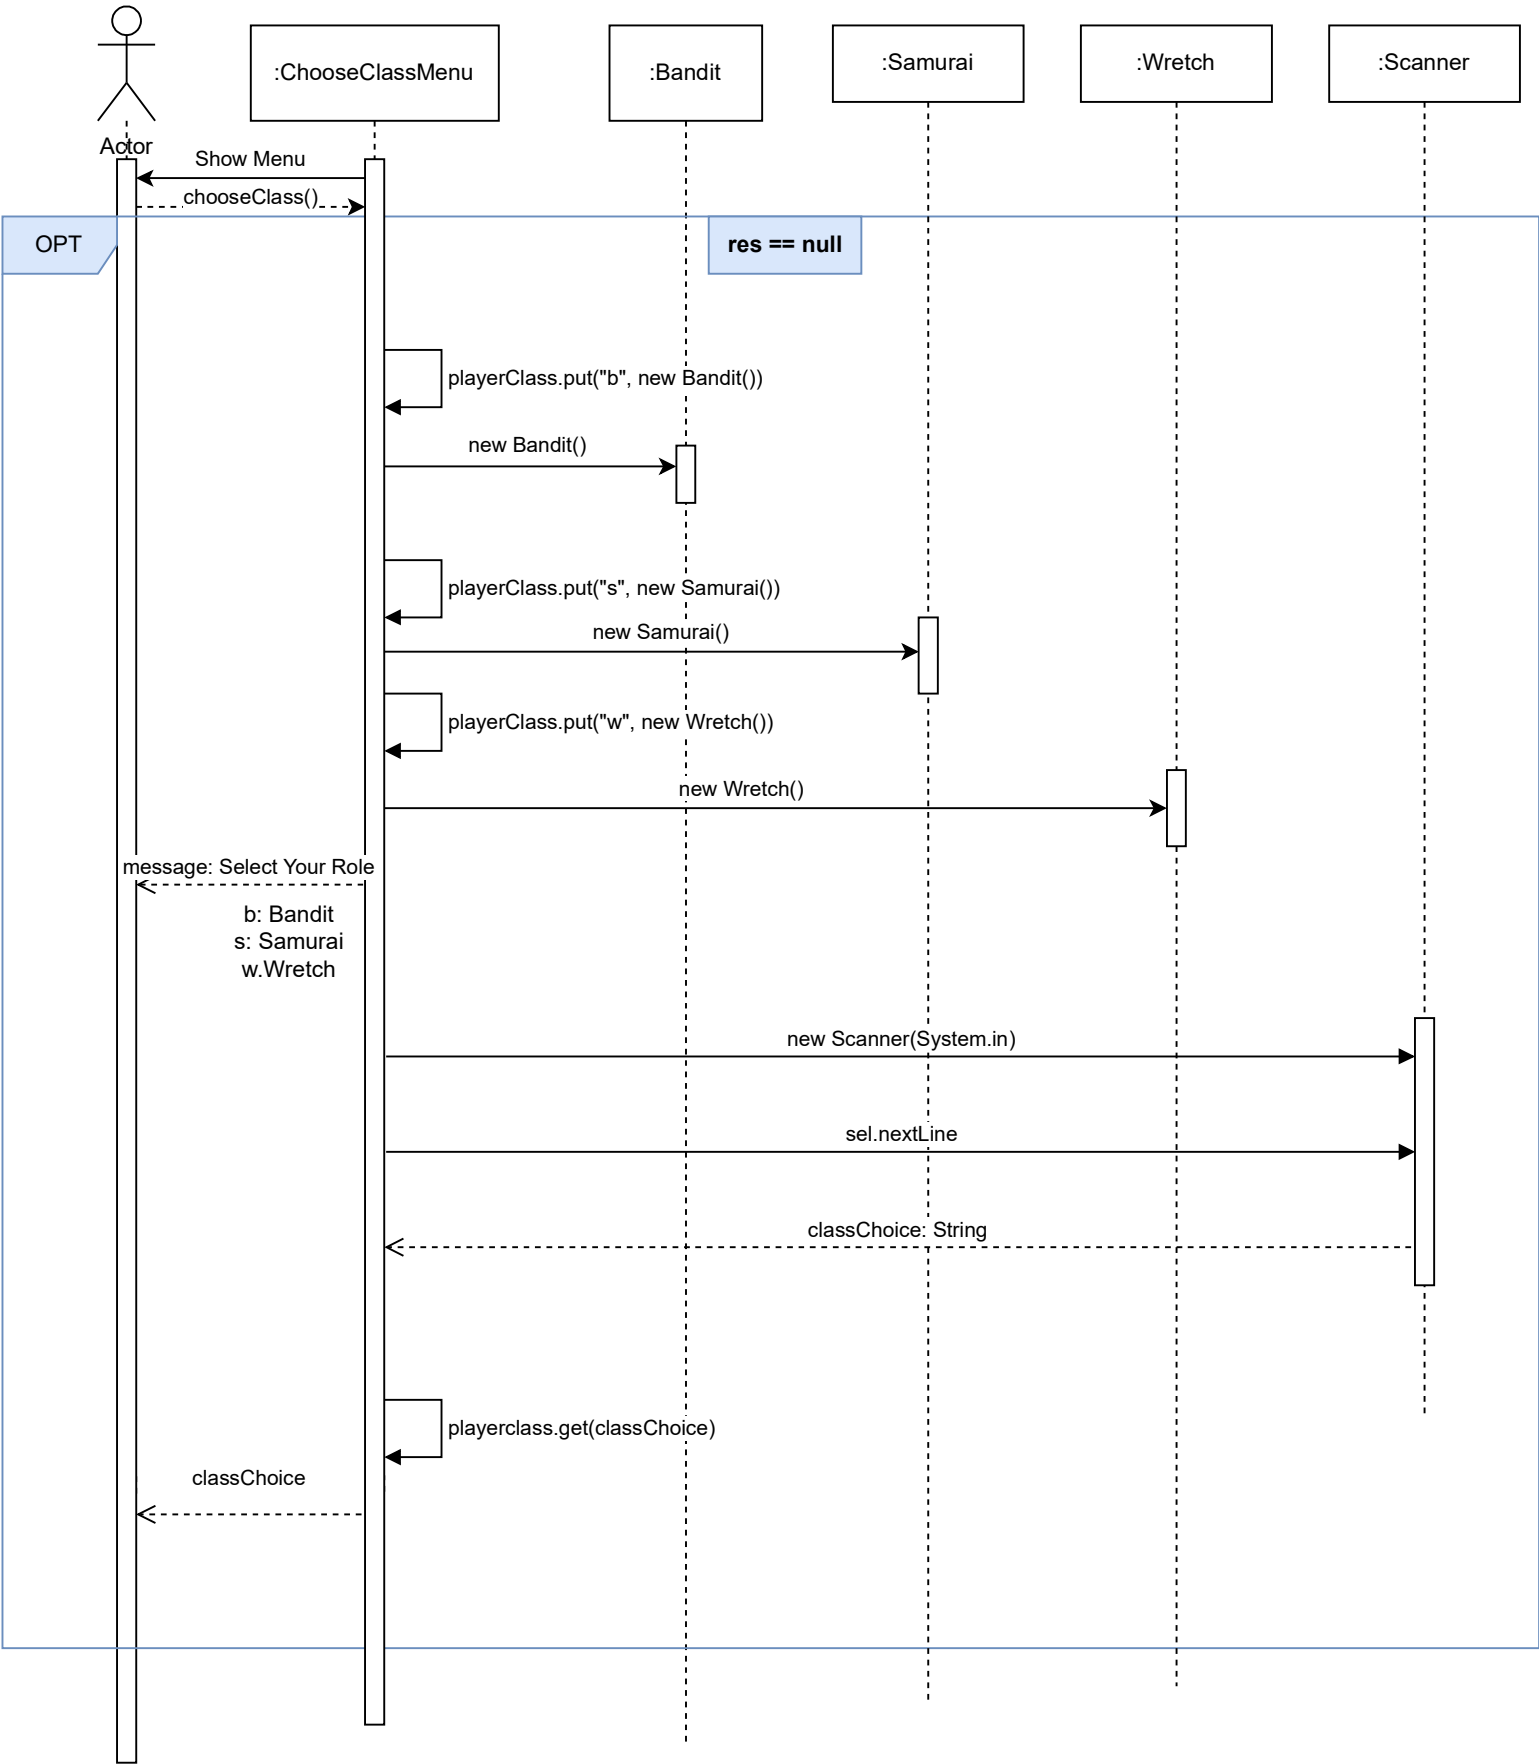 :ChooseClassMenu
:Bandit
:Samurai
:Wretch
:Scanner
Actor
Show Menu
chooseClass()
OPT
res == null
playerClass.put("b", new Bandit())
new Bandit()
playerClass.put("s", new Samurai())
new Samurai()
playerClass.put("w", new Wretch())
new Wretch()
message: Select Your Role
b: Bandit
s: Samurai
w.Wretch
new Scanner(System.in)
sel.nextLine
classChoice: String
playerclass.get(classChoice)
classChoice